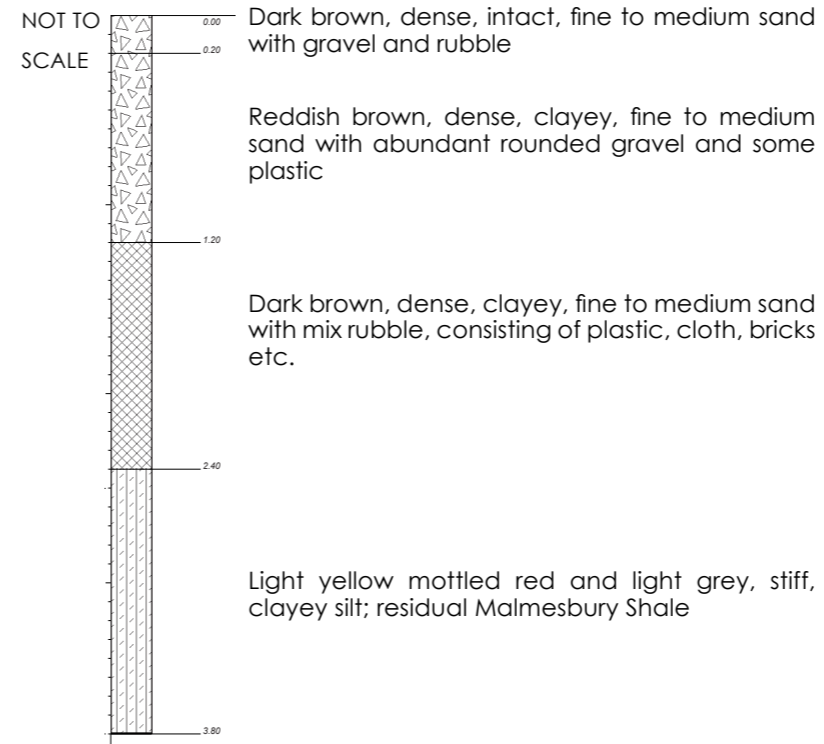 NOT TO
SCALE
0.00
Dark brown, dense, intact, fine to medium sand
with gravel and rubble
0.20
Reddish brown, dense, clayey, fine to medium
sand with abundant rounded gravel and some
plastic
1.20
Dark brown, dense, clayey, fine to medium sand
with mix rubble, consisting of plastic, cloth, bricks
etc.
2.40
Light yellow mottled red and light grey, stiff,
clayey silt; residual Malmesbury Shale
3.80